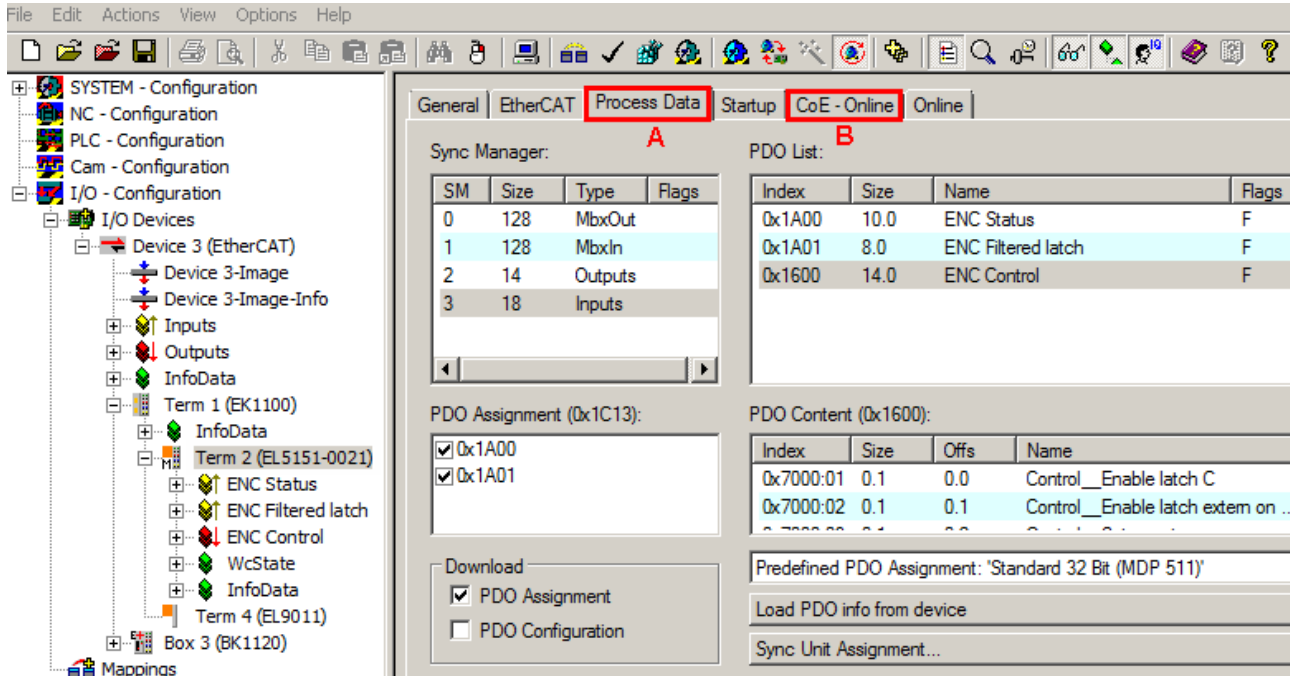 File Edit Actions View Options Help
SYSTEM - Configuration
NC - Configuration
PLC - Configuration
Cam - Configuration
I/O - Configuration
I/O Devices
Device 3 (EtherCAT)
Device 3-Image
Device 3-Image-Info
Inputs
Outputs
InfoData
Term 1 (EK1100)
InfoData
Term 2 (EL5151-0021)
ENC Status
ENC Filtered latch
ENC Control
WcState
InfoData
Term 4 (EL9011)
Box 3 (BK1120)
Mappings
General EtherCAT Process Data Startup CoE - Online Online
A B
Sync Manager:
SM Size Type Flags
0 128 MbxOut
1 128 MbxIn
2 14 Outputs
3 18 Inputs
PDO List:
Index Size Name Flags
0x1A00 10.0 ENC Status F
0x1A01 8.0 ENC Filtered latch F
0x1600 14.0 ENC Control F
PDO Assignment (0x1C13):
0x1A00
0x1A01
PDO Content (0x1600):
Index Size Offs Name
0x7000:01 0.1 0.0 Control__Enable latch C
0x7000:02 0.1 0.1 Control__Enable latch extern on ...
Download
PDO Assignment
PDO Configuration
Predefined PDO Assignment: 'Standard 32 Bit (MDP 511)'
Load PDO info from device
Sync Unit Assignment...